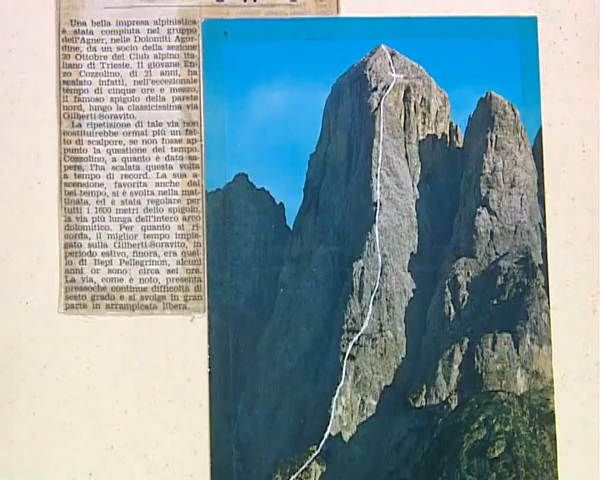 Una bella impresa alpinistica
è stata compiuta nel gruppo
dell'Agner, nelle Dolomiti Agor-
dine, da un socio della sezione
30 Ottobre del Club alpino ita-
liano di Trieste. Il giovane En-
zo Cozzolino, di 21 anni, ha
scalato infatti, nell'eccezionale
tempo di cinque ore e mezzo,
il famoso spigolo della parete
nord, lungo la classicissima via
Gilberti-Soravito.
La ripetizione di tale via non
costituirebbe ormai più un fat-
to di scalpore, se non fosse ap-
punto la questione del tempo.
Cozzolino, a quanto è dato sa-
pere, l'ha scalata questa volta
a tempo di record. La sua a-
scensione, favorita anche dal
bel tempo, si è svolta nella mat-
tinata, ed è stata regolare per
tutti i 1600 metri dello spigolo,
la via più lunga dell'intero arco
dolomitico. Per quanto si ri-
corda, il miglior tempo impie-
gato sulla Gilberti-Soravito, in
periodo estivo, finora, era quel-
lo di Bepi Pellegrinon, alcuni
anni or sono: circa sei ore.
La via, come è noto, presenta
pressoché continue difficoltà di
sesto grado e si svolge in gran
parte in arrampicata libera.